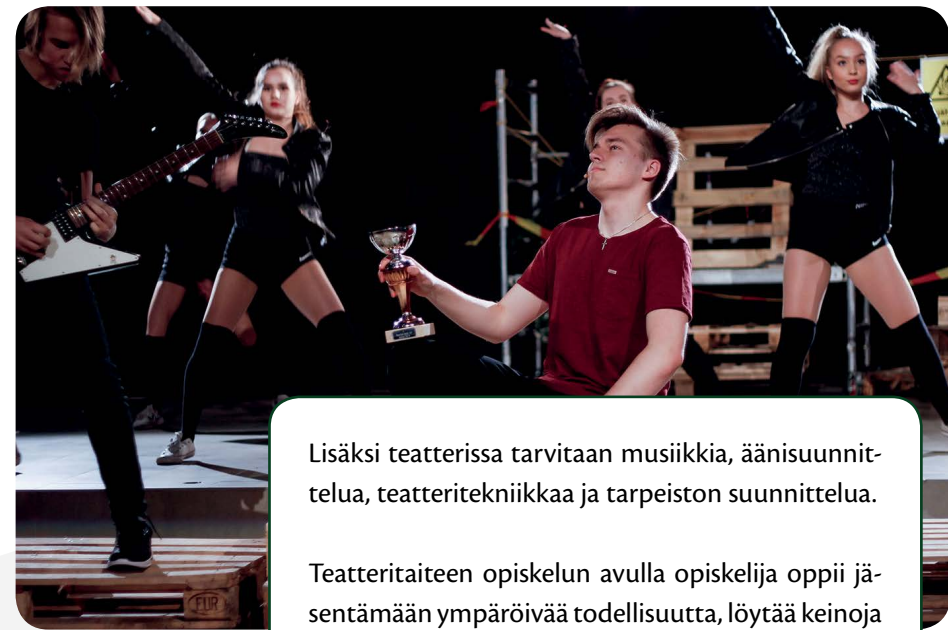 Lisäksi teatterissa tarvitaan musiikkia, äänisuunnit-
telua, teatteritekniikkaa ja tarpeiston suunnittelua.
Teatteritaiteen opiskelun avulla opiskelija oppii jä-
sentämään ympäröivää todellisuutta, löytää keinoja
EUR